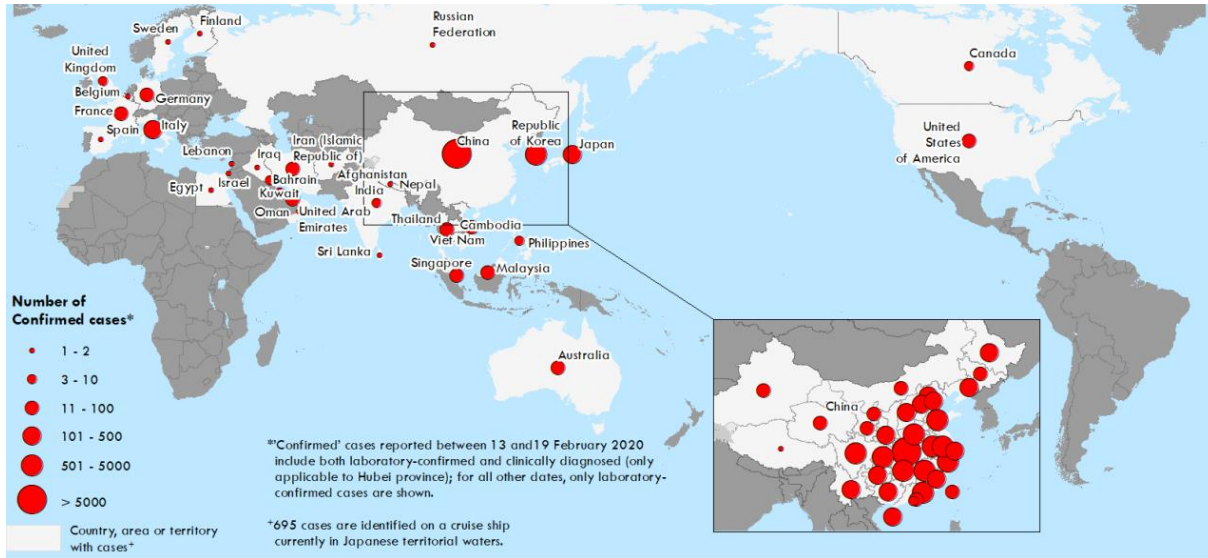 Russian
Federation
Finland
Sweden
United
Kingdom
Belgium
Germany
France
Italy
Spain
Canada
United
States
of America
Republic
of Korea
Japan
China
Iran (Islamic
Republic of)
Lebanon
Iraq
Afghanistan
Bahrain
Israel
Egypt
Kuwait
India
Nepal
Oman
United Arab
Emirates
Thailand
Cambodia
Viet Nam
Philippines
Sri Lanka
Singapore
Malaysia
Australia
Number of
Confirmed cases*
1 - 2
3 - 10
11 - 100
101 - 500
501 - 5000
> 5000
Country, area or territory
with cases+
*'Confirmed' cases reported between 13 and19 February 2020
include both laboratory-confirmed and clinically diagnosed (only
applicable to Hubei province); for all other dates, only laboratory-
confirmed cases are shown.
+695 cases are identified on a cruise ship
currently in Japanese territorial waters.
China